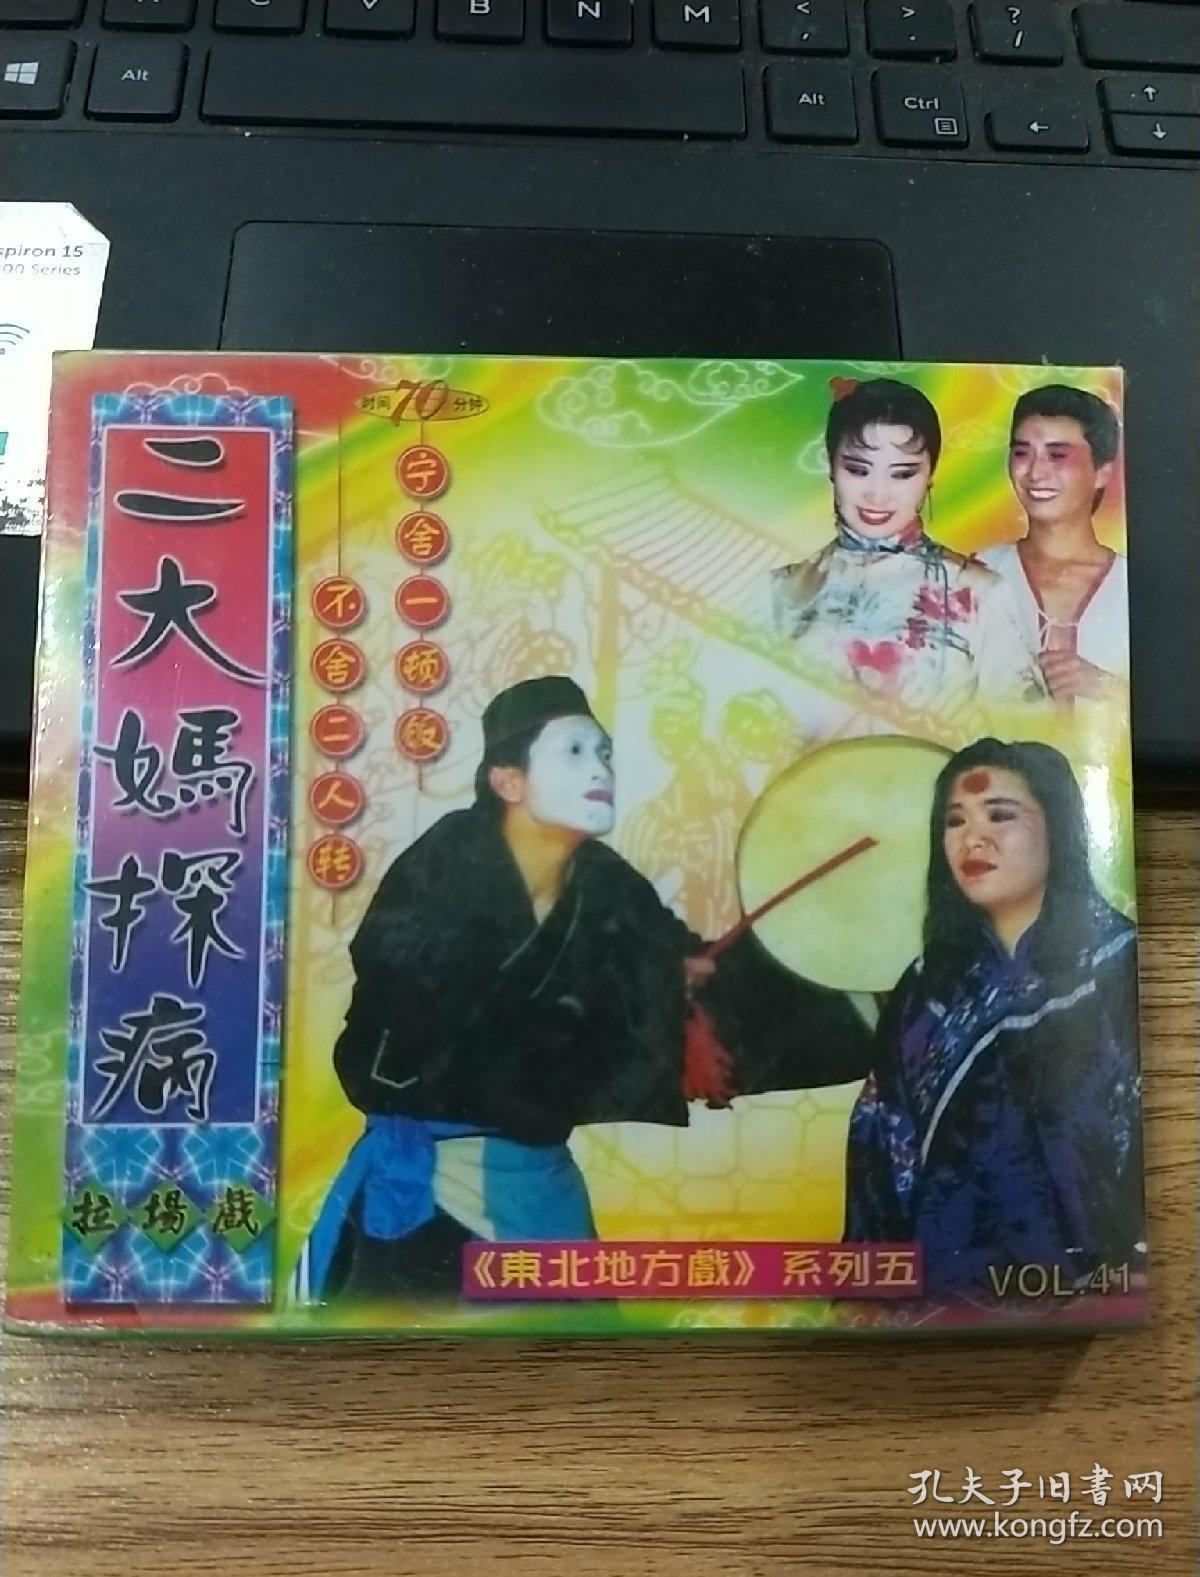 V
B
N
M
<
,
>
.
?
/
Alt
Alt
Ctrl
spiron 15
00 Series
时间70分钟
宁舍一顿饭
不舍二人转
二大媽探病
拉場戲
《東北地方戲》系列五
VOL.41
孔夫子旧书网
www.kongfz.com